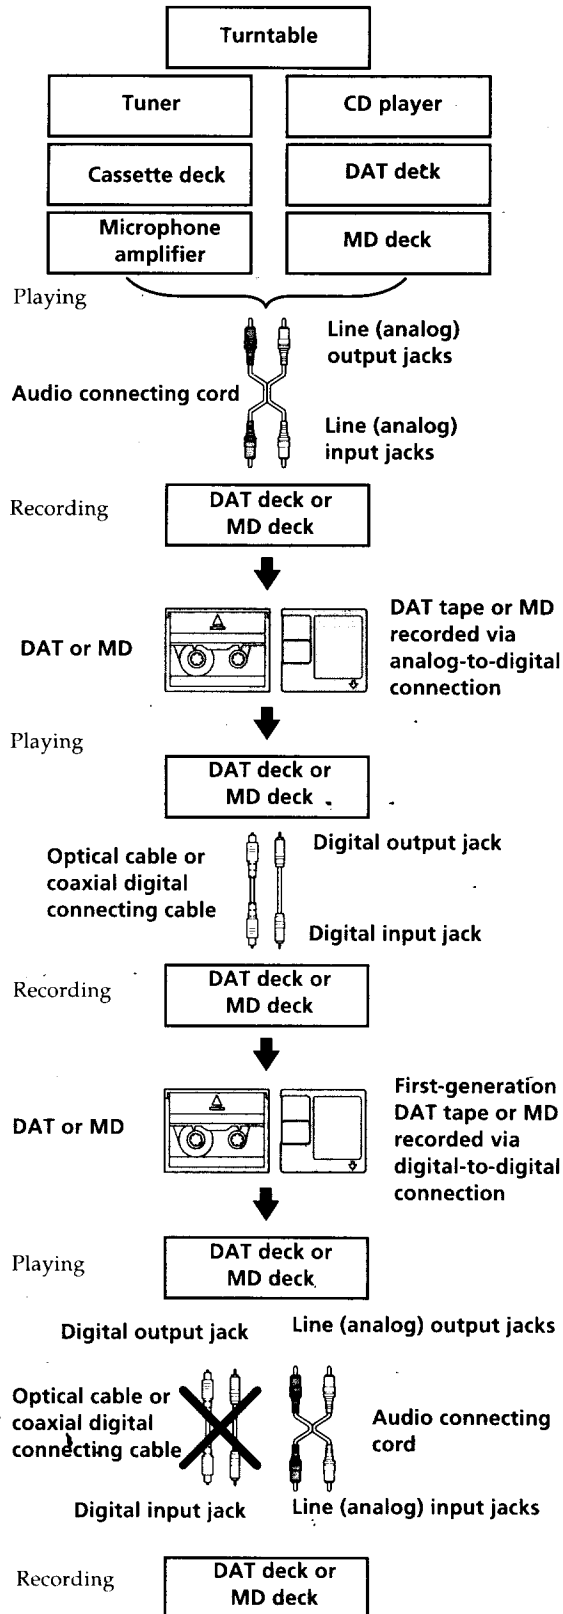 Turntable
Tuner
CD player
Cassette deck
DAT detk
Microphone
amplifier
MD deck
Playing
Line (analog)
output jacks
Audio connecting cord
Line (analog)
input jacks
Recording
DAT deck or
MD deck
DAT or MD
DAT tape or MD
recorded via
analog-to-digital
connection
Playing
DAT deck or
MD deck
Optical cable or
coaxial digital
connecting cable
Digital output jack
Digital input jack
Recording
DAT deck or
MD deck
DAT or MD
First-generation
DAT tape or MD
recorded via
digital-to-digital
connection
Playing
DAT deck or
MD deck
Digital output jack
Line (analog) output jacks
Optical cable or
coaxial digital
connecting cable
Audio connecting
cord
Digital input jack
Line (analog) input jacks
Recording
DAT deck or
MD deck